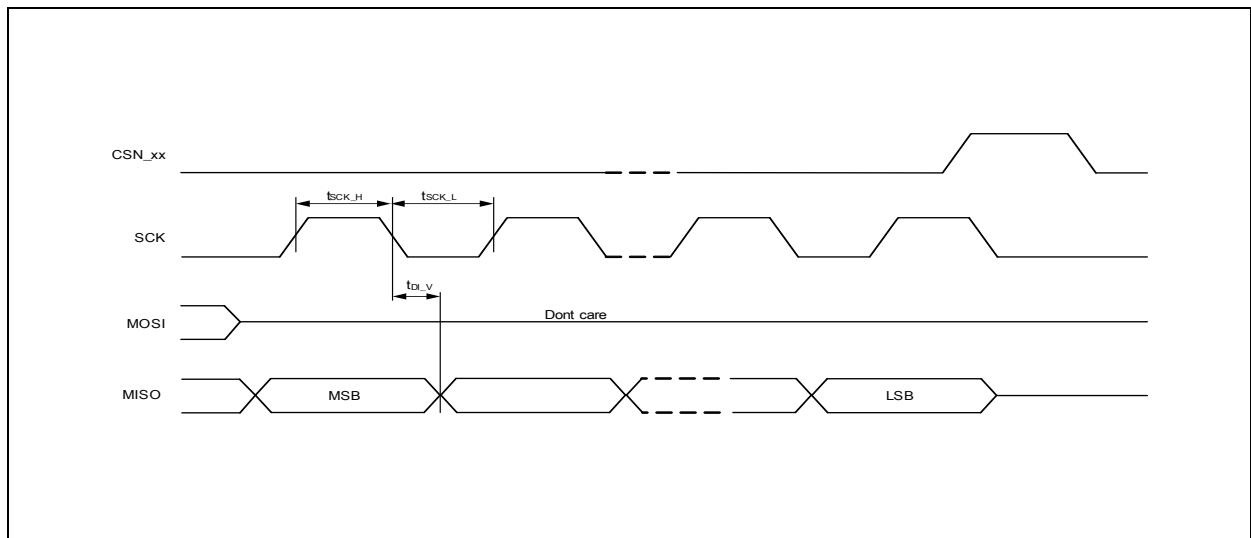 CSN_xx
tSCK_H
tSCK_L
SCK
tDI_V
MOSI
Dont care
MISO
MSB
LSB